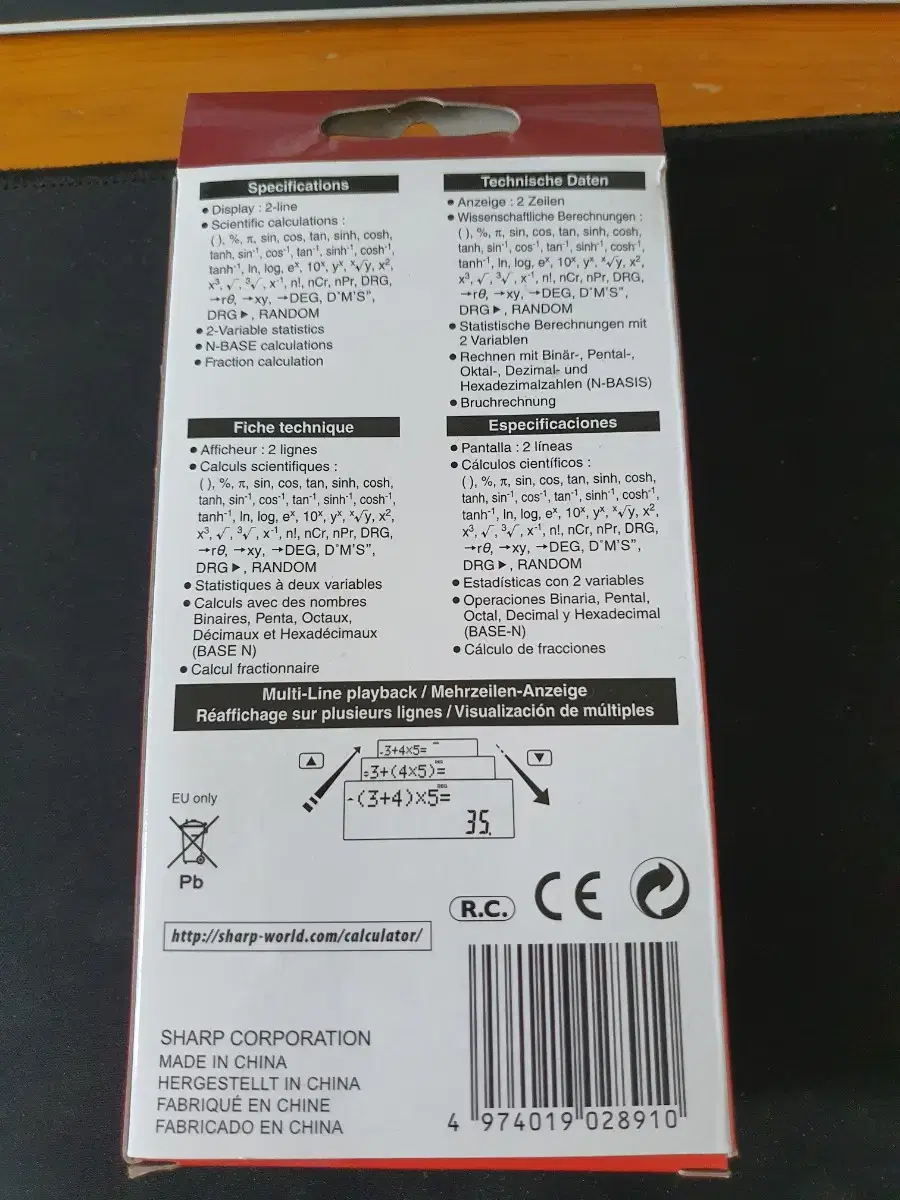 Specifications
• Display : 2-line
• Scientific calculations :
( ), %, π, sin, cos, tan, sinh, cosh,
tanh, sin⁻¹, cos⁻¹, tan⁻¹, sinh⁻¹, cosh⁻¹,
tanh⁻¹, ln, log, eˣ, 10ˣ, yˣ, ˣ√y, x²,
x³, √, ³√, x⁻¹, n!, nCr, nPr, DRG,
→rθ, →xy, →DEG, D°M'S",
DRG►, RANDOM
• 2-Variable statistics
• N-BASE calculations
• Fraction calculation
Technische Daten
• Anzeige : 2 Zeilen
• Wissenschaftliche Berechnungen :
( ), %, π, sin, cos, tan, sinh, cosh,
tanh, sin⁻¹, cos⁻¹, tan⁻¹, sinh⁻¹, cosh⁻¹,
tanh⁻¹, ln, log, eˣ, 10ˣ, yˣ, ˣ√y, x²,
x³, √, ³√, x⁻¹, n!, nCr, nPr, DRG,
→rθ, →xy, →DEG, D°M'S",
DRG►, RANDOM
• Statistische Berechnungen mit
2 Variablen
• Rechnen mit Binär-, Pental-,
Oktal-, Dezimal- und
Hexadezimalzahlen (N-BASIS)
• Bruchrechnung
Fiche technique
• Afficheur : 2 lignes
• Calculs scientifiques :
( ), %, π, sin, cos, tan, sinh, cosh,
tanh, sin⁻¹, cos⁻¹, tan⁻¹, sinh⁻¹, cosh⁻¹,
tanh⁻¹, ln, log, eˣ, 10ˣ, yˣ, ˣ√y, x²,
x³, √, ³√, x⁻¹, n!, nCr, nPr, DRG,
→rθ, →xy, →DEG, D°M'S",
DRG►, RANDOM
• Statistiques à deux variables
• Calculs avec des nombres
Binaires, Penta, Octaux,
Décimaux et Hexadécimaux
(BASE N)
• Calcul fractionnaire
Especificaciones
• Pantalla : 2 líneas
• Cálculos científicos :
( ), %, π, sin, cos, tan, sinh, cosh,
tanh, sin⁻¹, cos⁻¹, tan⁻¹, sinh⁻¹, cosh⁻¹,
tanh⁻¹, ln, log, eˣ, 10ˣ, yˣ, ˣ√y, x²,
x³, √, ³√, x⁻¹, n!, nCr, nPr, DRG,
→rθ, →xy, →DEG, D°M'S",
DRG►, RANDOM
• Estadísticas con 2 variables
• Operaciones Binaria, Pental,
Octal, Decimal y Hexadecimal
(BASE-N)
• Cálculo de fracciones
Multi-Line playback / Mehrzeilen-Anzeige
Réaffichage sur plusieurs lignes / Visualización de múltiples
3+4×5=
DEG
3+(4×5)=
DEG
(3+4)×5=
35.
EU only
Pb
R.C. CE
http://sharp-world.com/calculator/
SHARP CORPORATION
MADE IN CHINA
HERGESTELLT IN CHINA
FABRIQUÉ EN CHINE
FABRICADO EN CHINA
4 974019 028910